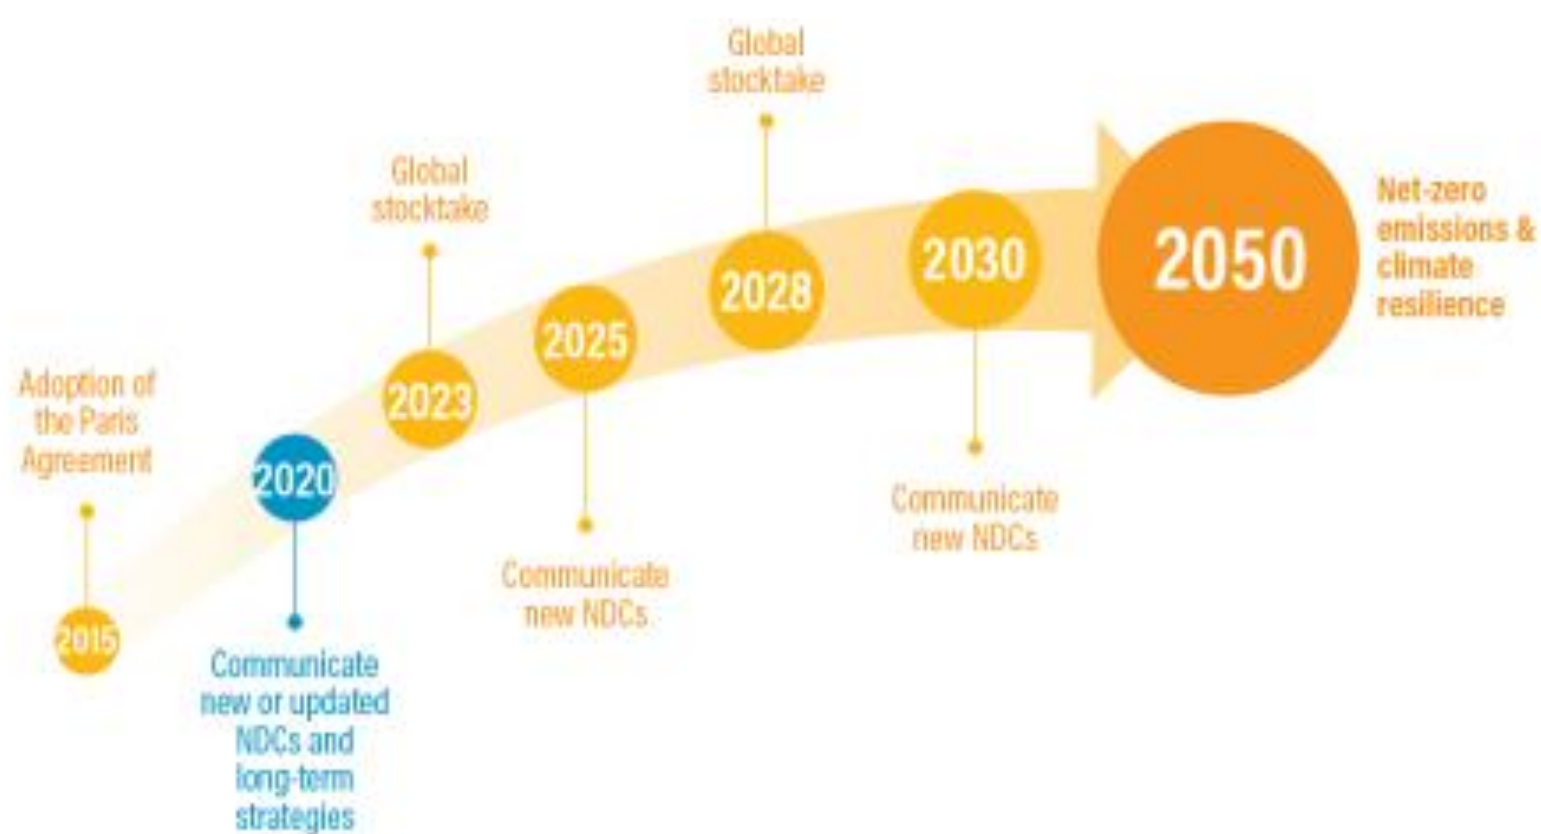 Adoption of
the Paris
Agreement
2015
2020
Communicate
new or updated
NDCs and
long-term
strategies
Global
stocktake
2023
2025
Communicate
new NDCs
Global
stocktake
2028
2030
Communicate
new NDCs
2050
Net-zero
emissions &
climate
resilience